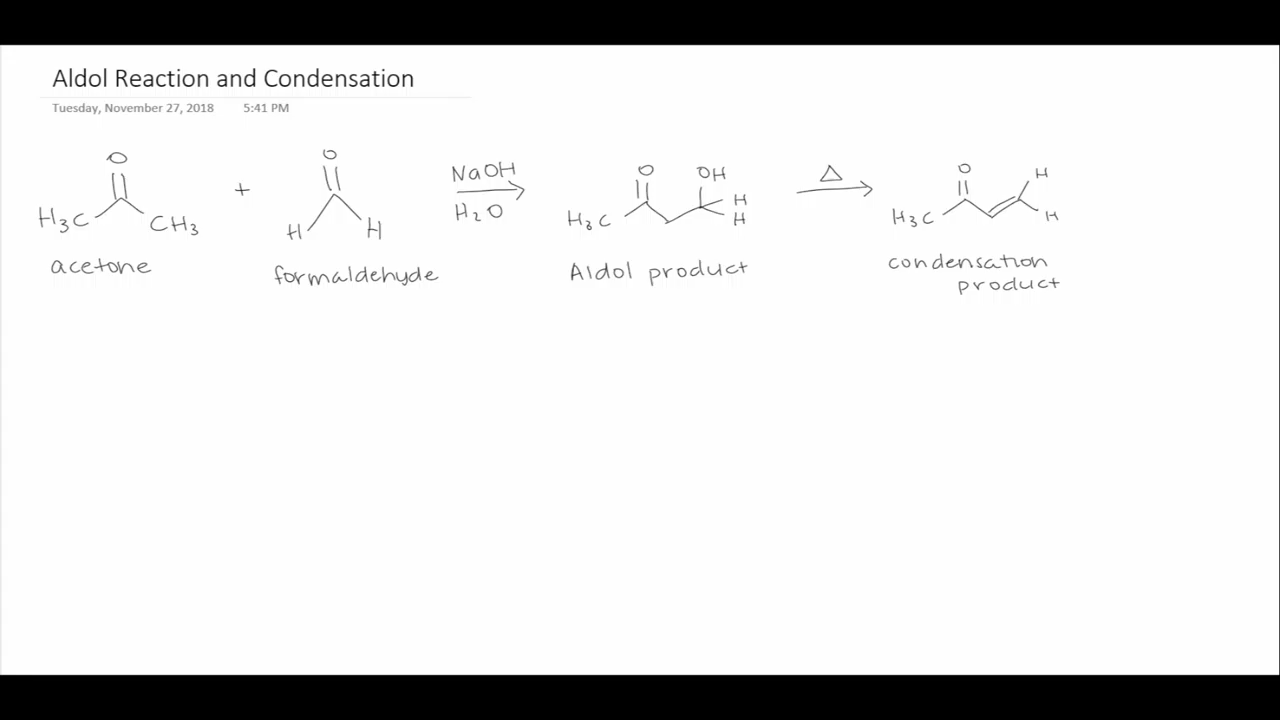 Aldol Reaction and Condensation
Tuesday, November 27, 2018 5:41 PM
O O NaOH O OH Δ O H
+ H₂O H H
H₃C CH₃ H H H₃C H H₃C H
acetone formaldehyde Aldol product condensation
product